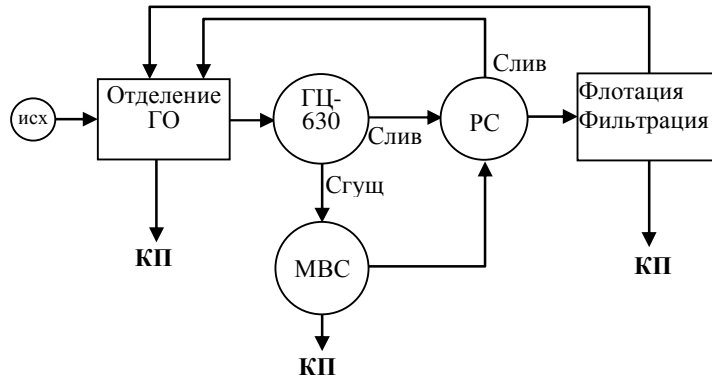 исх
Отделение
ГО
ГЦ-
630
Слив
Сгущ
МВС
РС
Слив
Флотация
Фильтрация
КП
КП
КП